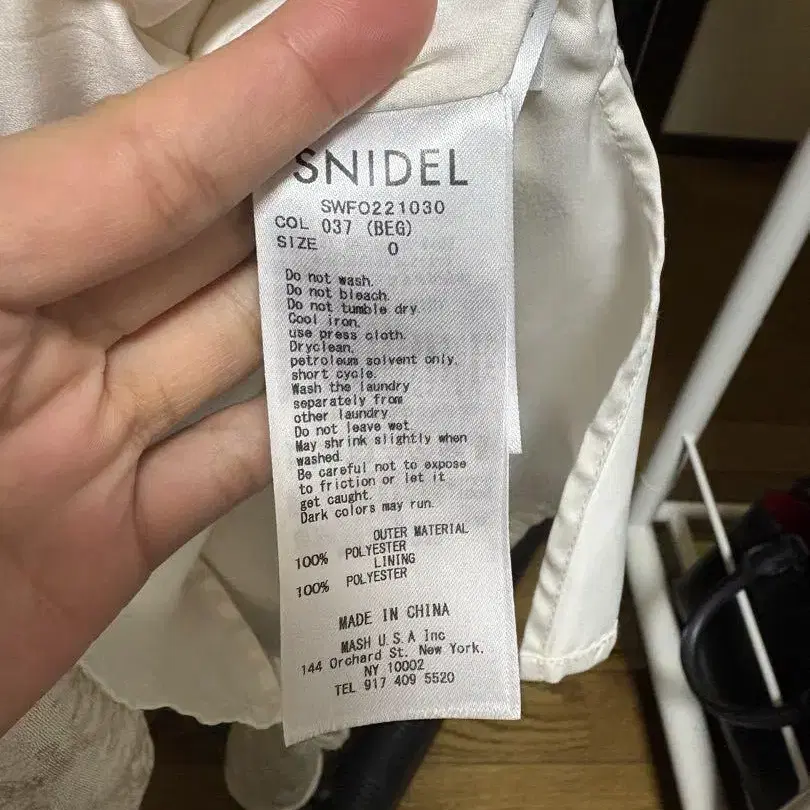 SNIDEL
SWFO221030
COL 037 (BEG)
SIZE 0
Do not wash.
Do not bleach.
Do not tumble dry.
Cool iron,
use press cloth.
Dryclean,
petroleum solvent only,
short cycle.
Wash the laundry
separately from
other laundry.
Do not leave wet.
May shrink slightly when
washed.
Be careful not to expose
to friction or let it
get caught.
Dark colors may run.
OUTER MATERIAL
100% POLYESTER
LINING
100% POLYESTER
MADE IN CHINA
MASH U.S.A Inc
144 Orchard St. New York.
NY 10002
TEL 917 409 5520